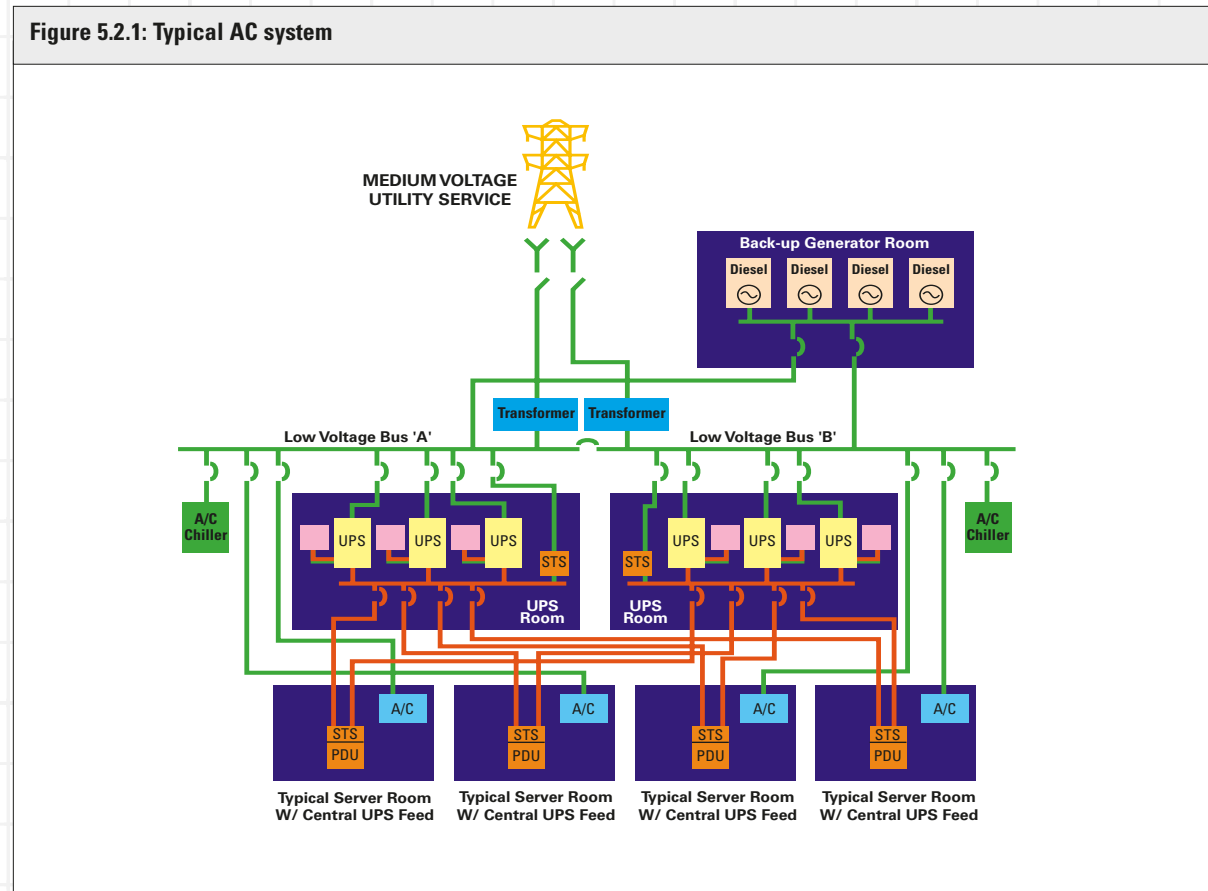 Figure 5.2.1: Typical AC system
MEDIUM VOLTAGE
UTILITY SERVICE
Back-up Generator Room
Diesel
Diesel
Diesel
Diesel
Transformer
Transformer
Low Voltage Bus 'A'
Low Voltage Bus 'B'
A/C
Chiller
UPS
UPS
UPS
STS
UPS
Room
STS
UPS
UPS
UPS
UPS
Room
A/C
Chiller
A/C
STS
PDU
A/C
STS
PDU
A/C
STS
PDU
A/C
STS
PDU
Typical Server Room
W/ Central UPS Feed
Typical Server Room
W/ Central UPS Feed
Typical Server Room
W/ Central UPS Feed
Typical Server Room
W/ Central UPS Feed